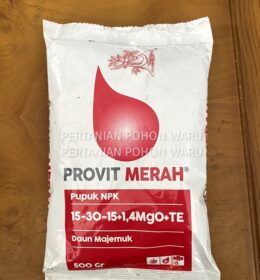 PERTANIAN POHON WARU
PERTANIAN POHON WARU
PROVIT MERAH®
Pupuk NPK
15-30-15+1,4MgO+TE
Daun Majemuk
500 Gr